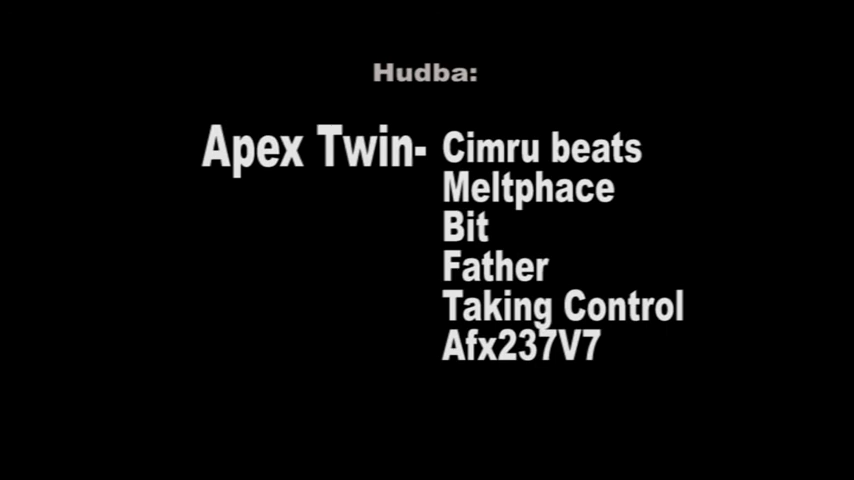 Hudba:
Apex Twin- Cimru beats
Meltphace
Bit
Father
Taking Control
Afx237V7